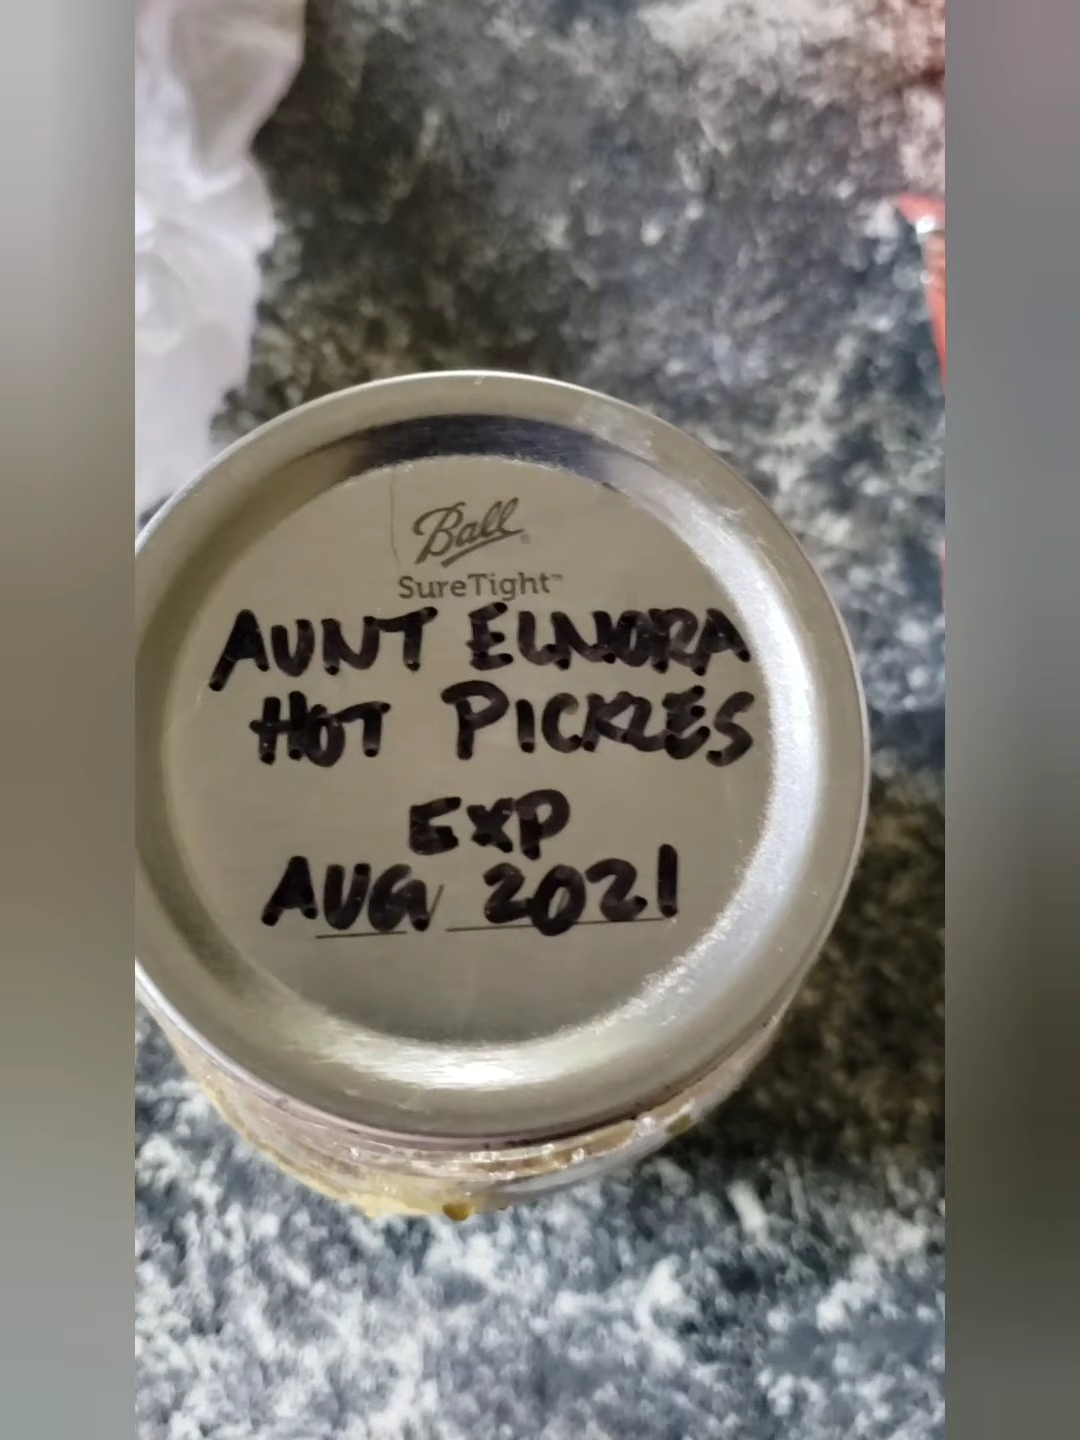 Ball®
SureTight™
AUNT ELNORA
HOT PICKLES
EXP
AUG 2021